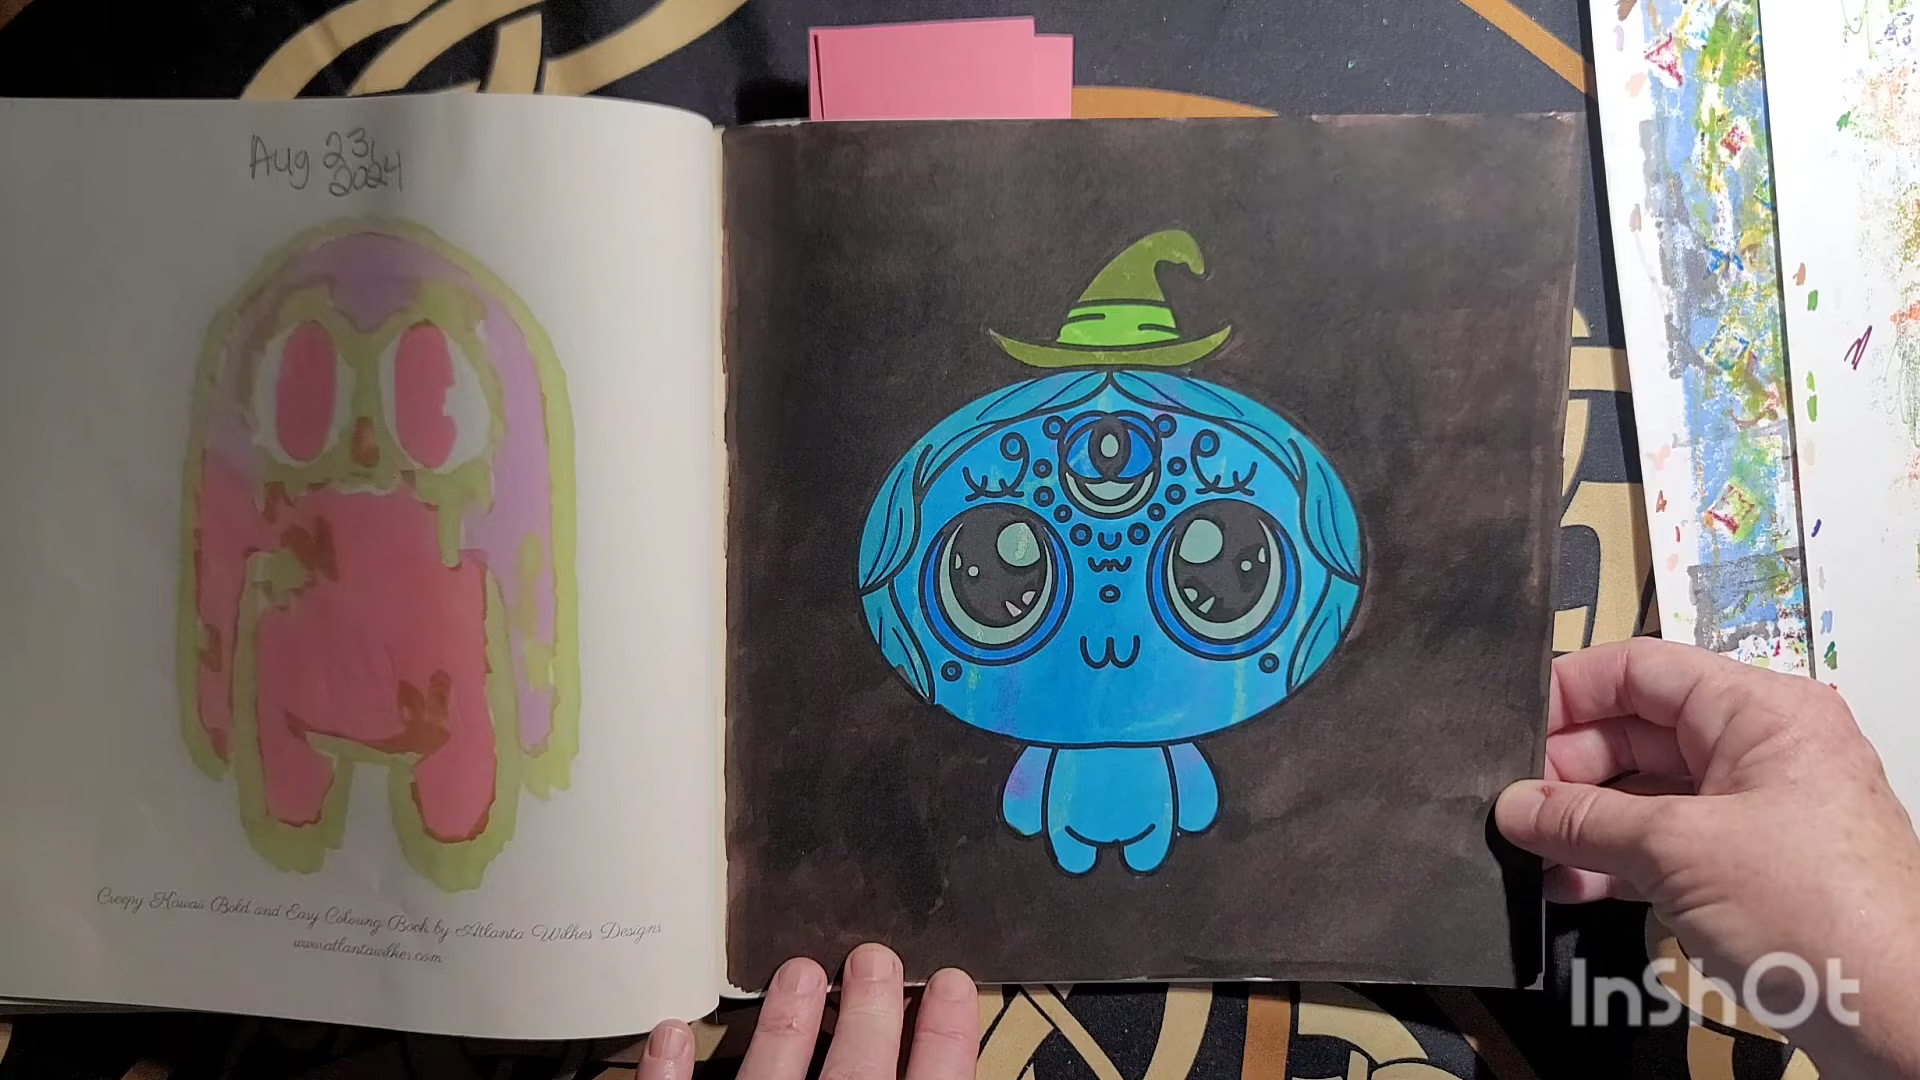 Aug 23,
2024
Creepy Kawaii Bold and Easy Colouring Book by Atlanta Wilkes Designs
www.atlantawilkes.com
InShOt